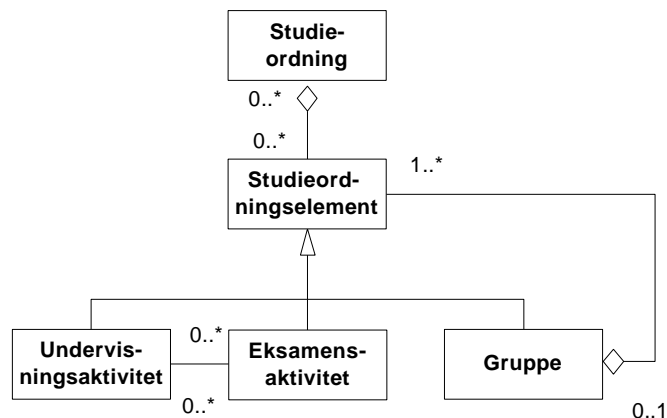 Studie-
ordning
0..*
0..*
1..*
Studieord-
ningselement
0..*
Undervis-
ningsaktivitet
Eksamens-
aktivitet
Gruppe
0..*
0..1